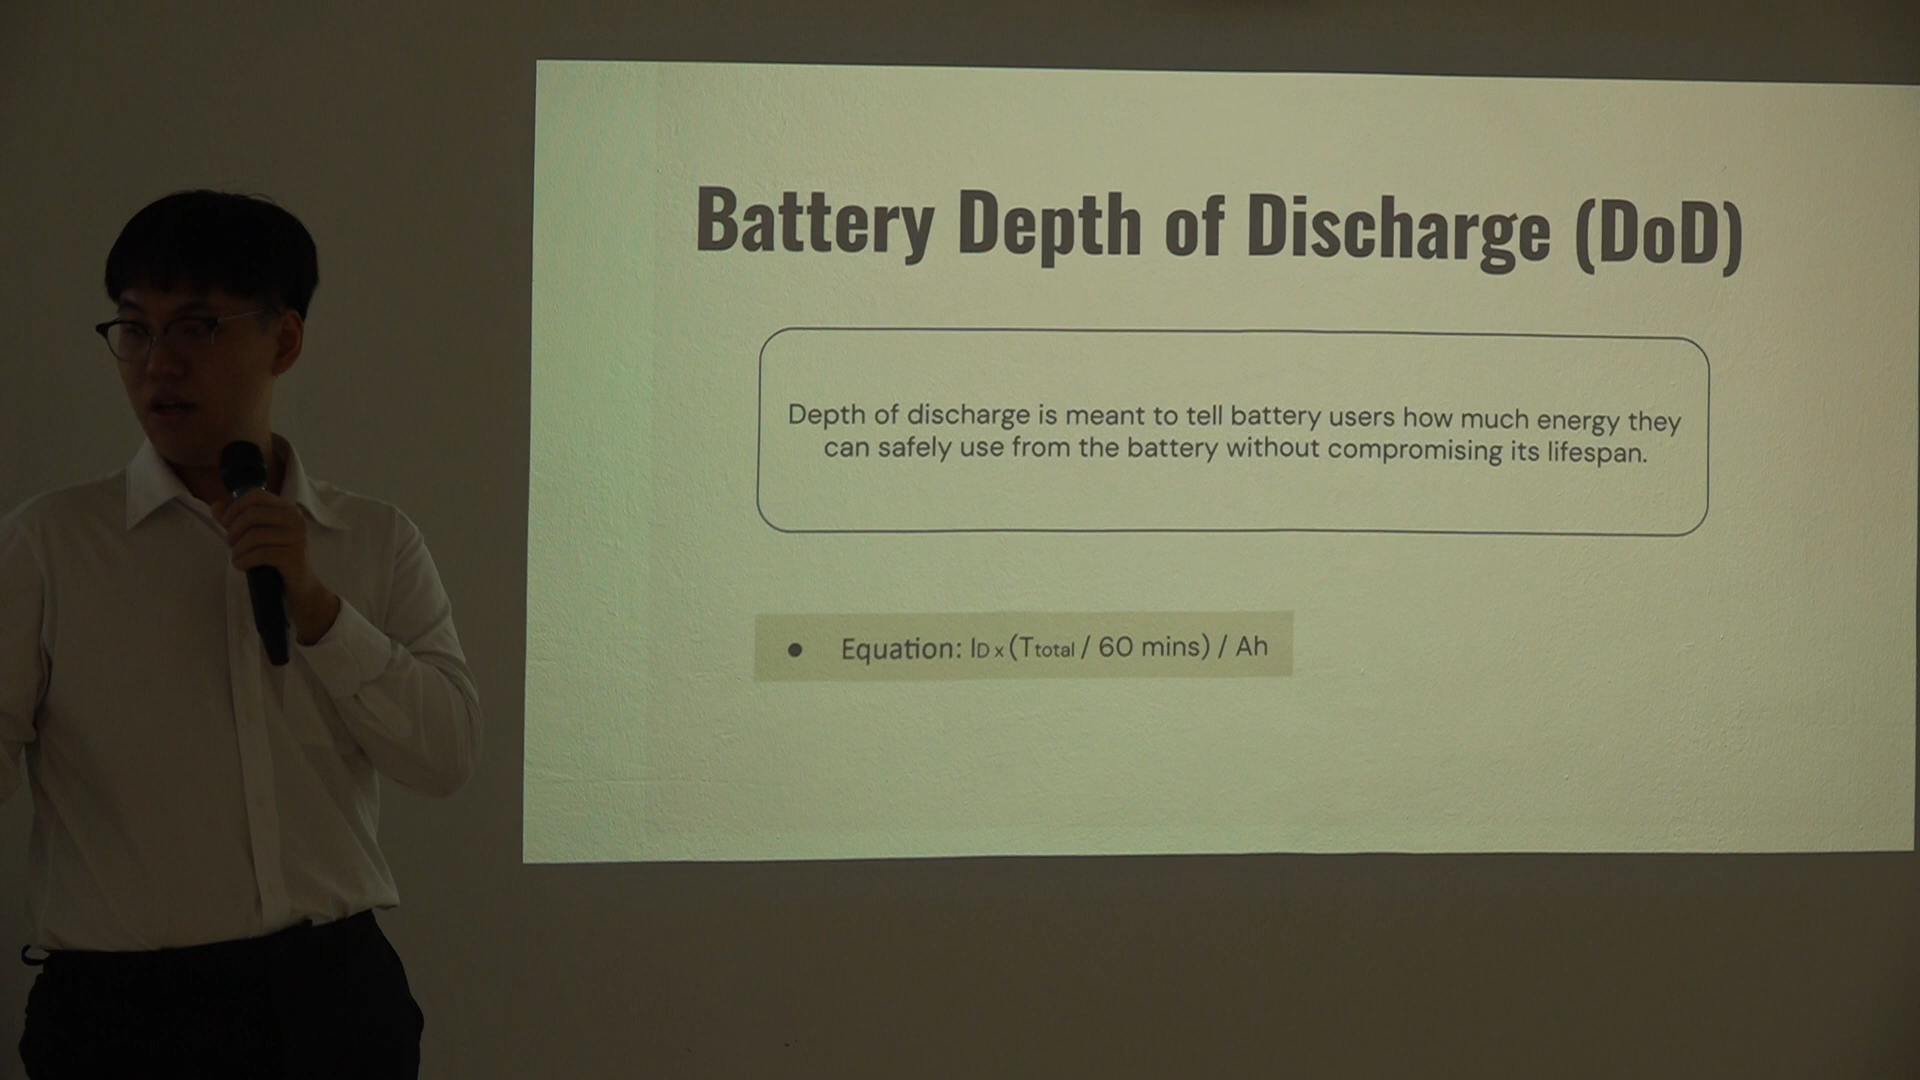 Battery Depth of Discharge (DoD)
Depth of discharge is meant to tell battery users how much energy they
can safely use from the battery without compromising its lifespan.
● Equation: ID x (Ttotal / 60 mins) / Ah